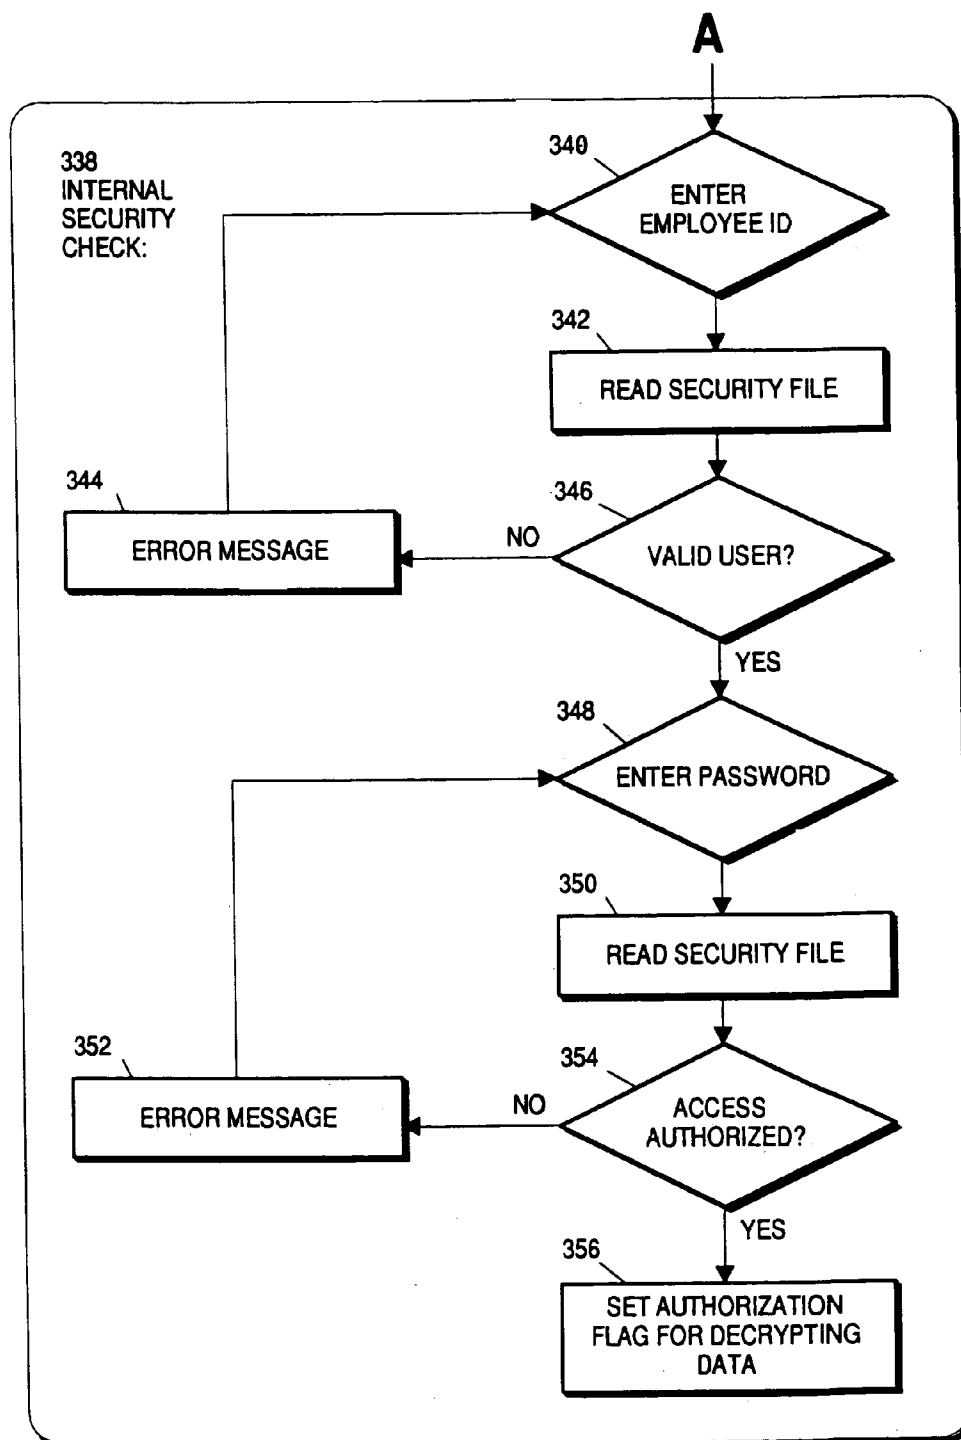 A
338
INTERNAL
SECURITY
CHECK:
340
ENTER
EMPLOYEE ID
342
READ SECURITY FILE
344
ERROR MESSAGE
NO
346
VALID USER?
YES
348
ENTER PASSWORD
350
READ SECURITY FILE
352
ERROR MESSAGE
NO
354
ACCESS
AUTHORIZED?
YES
356
SET AUTHORIZATION
FLAG FOR DECRYPTING
DATA